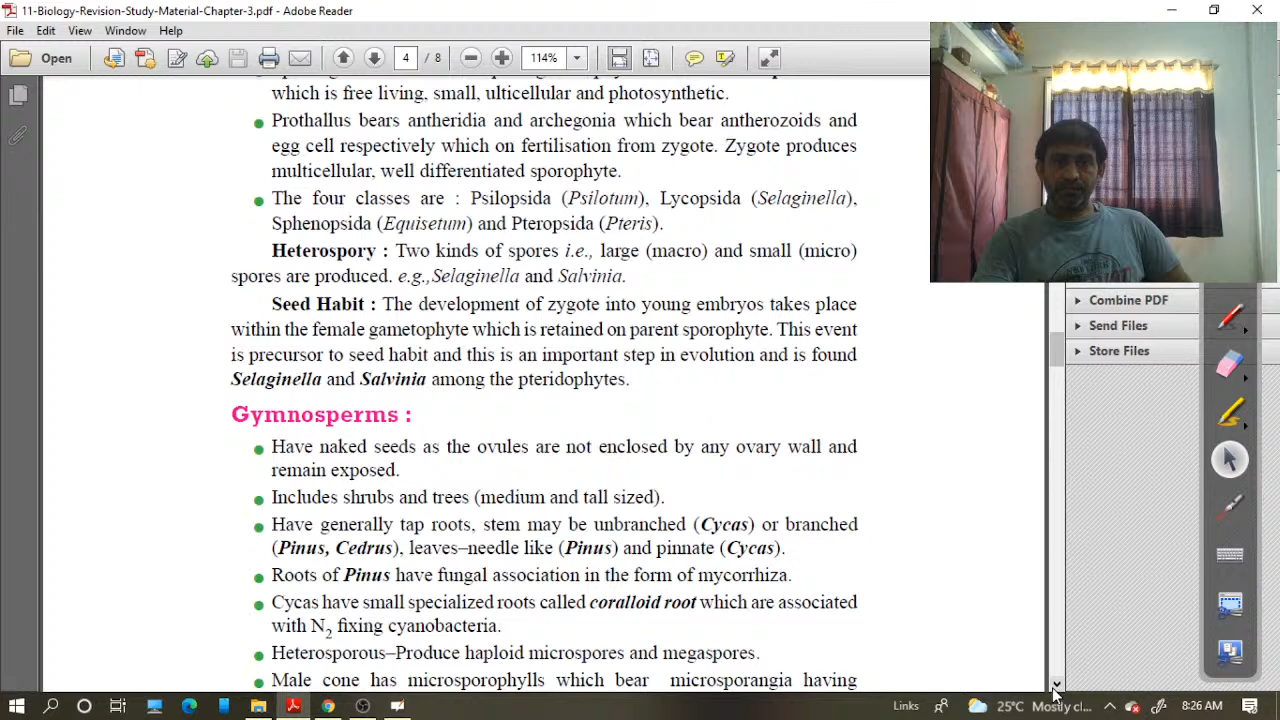 11-Biology-Revision-Study-Material-Chapter-3.pdf - Adobe Reader
File Edit View Window Help
Open 4 / 8 114%
which is free living, small, ulticellular and photosynthetic.
Prothallus bears antheridia and archegonia which bear antherozoids and
egg cell respectively which on fertilisation from zygote. Zygote produces
multicellular, well differentiated sporophyte.
The four classes are : Psilopsida (Psilotum), Lycopsida (Selaginella),
Sphenopsida (Equisetum) and Pteropsida (Pteris).
Heterospory : Two kinds of spores i.e., large (macro) and small (micro)
spores are produced. e.g.,Selaginella and Salvinia.
Seed Habit : The development of zygote into young embryos takes place
within the female gametophyte which is retained on parent sporophyte. This event
is precursor to seed habit and this is an important step in evolution and is found
Selaginella and Salvinia among the pteridophytes.
Gymnosperms :
Have naked seeds as the ovules are not enclosed by any ovary wall and
remain exposed.
Includes shrubs and trees (medium and tall sized).
Have generally tap roots, stem may be unbranched (Cycas) or branched
(Pinus, Cedrus), leaves–needle like (Pinus) and pinnate (Cycas).
Roots of Pinus have fungal association in the form of mycorrhiza.
Cycas have small specialized roots called coralloid root which are associated
with N2 fixing cyanobacteria.
Heterosporous–Produce haploid microspores and megaspores.
Male cone has microsporophylls which bear microsporangia having
Combine PDF
Send Files
Store Files
Links 25°C Mostly cl... 8:26 AM